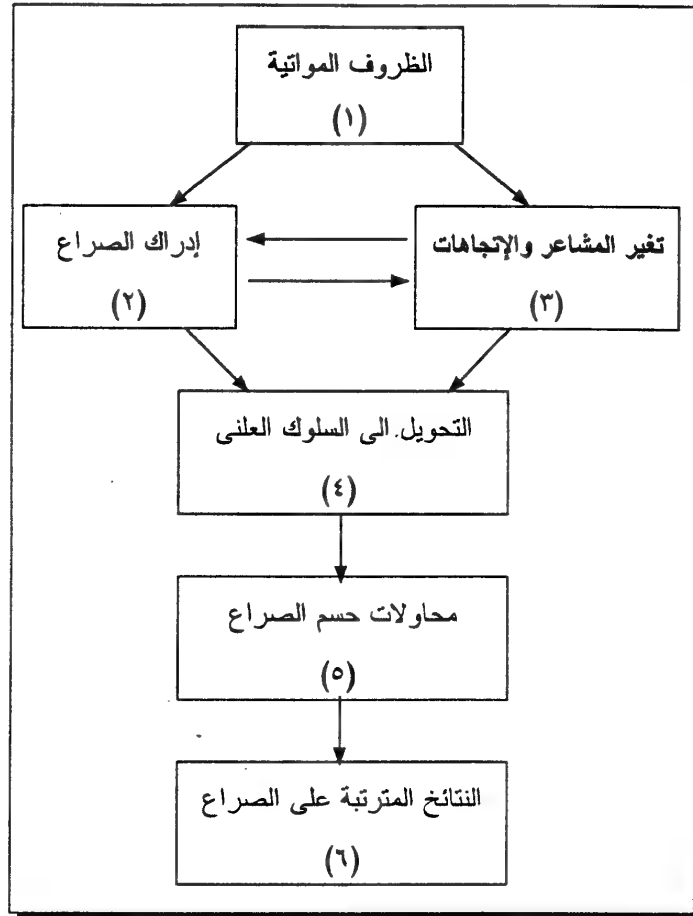 الظروف المواتية
(١)
إدراك الصراع
(٢)
تغير المشاعر والإتجاهات
(٣)
التحويل الى السلوك العلنى
(٤)
محاولات حسم الصراع
(٥)
النتائخ المترتبة على الصراع
(٦)